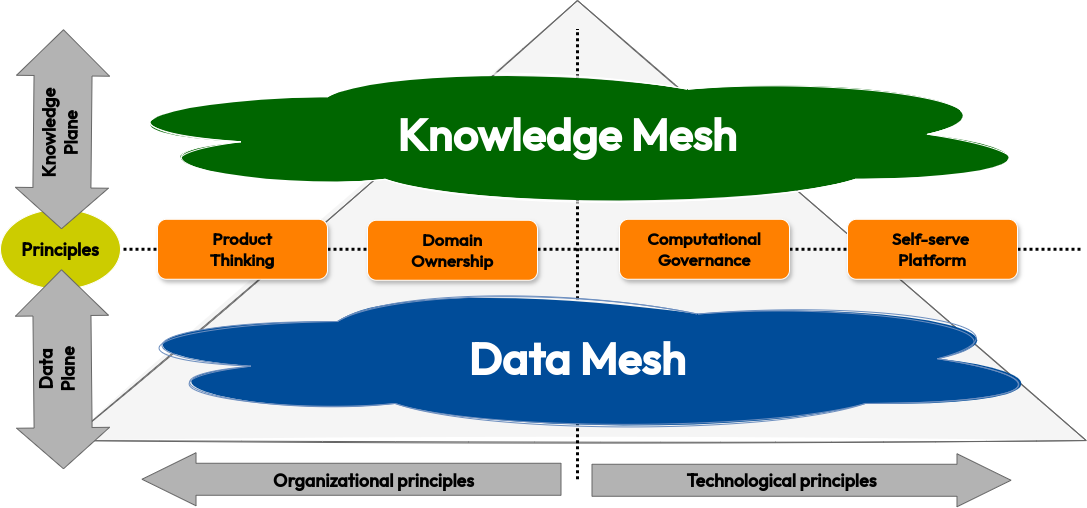 Knowledge
Plane
Knowledge Mesh
Principles
Product
Thinking
Domain
Ownership
Computational
Governance
Self-serve
Platform
Data
Plane
Data Mesh
Organizational principles
Technological principles